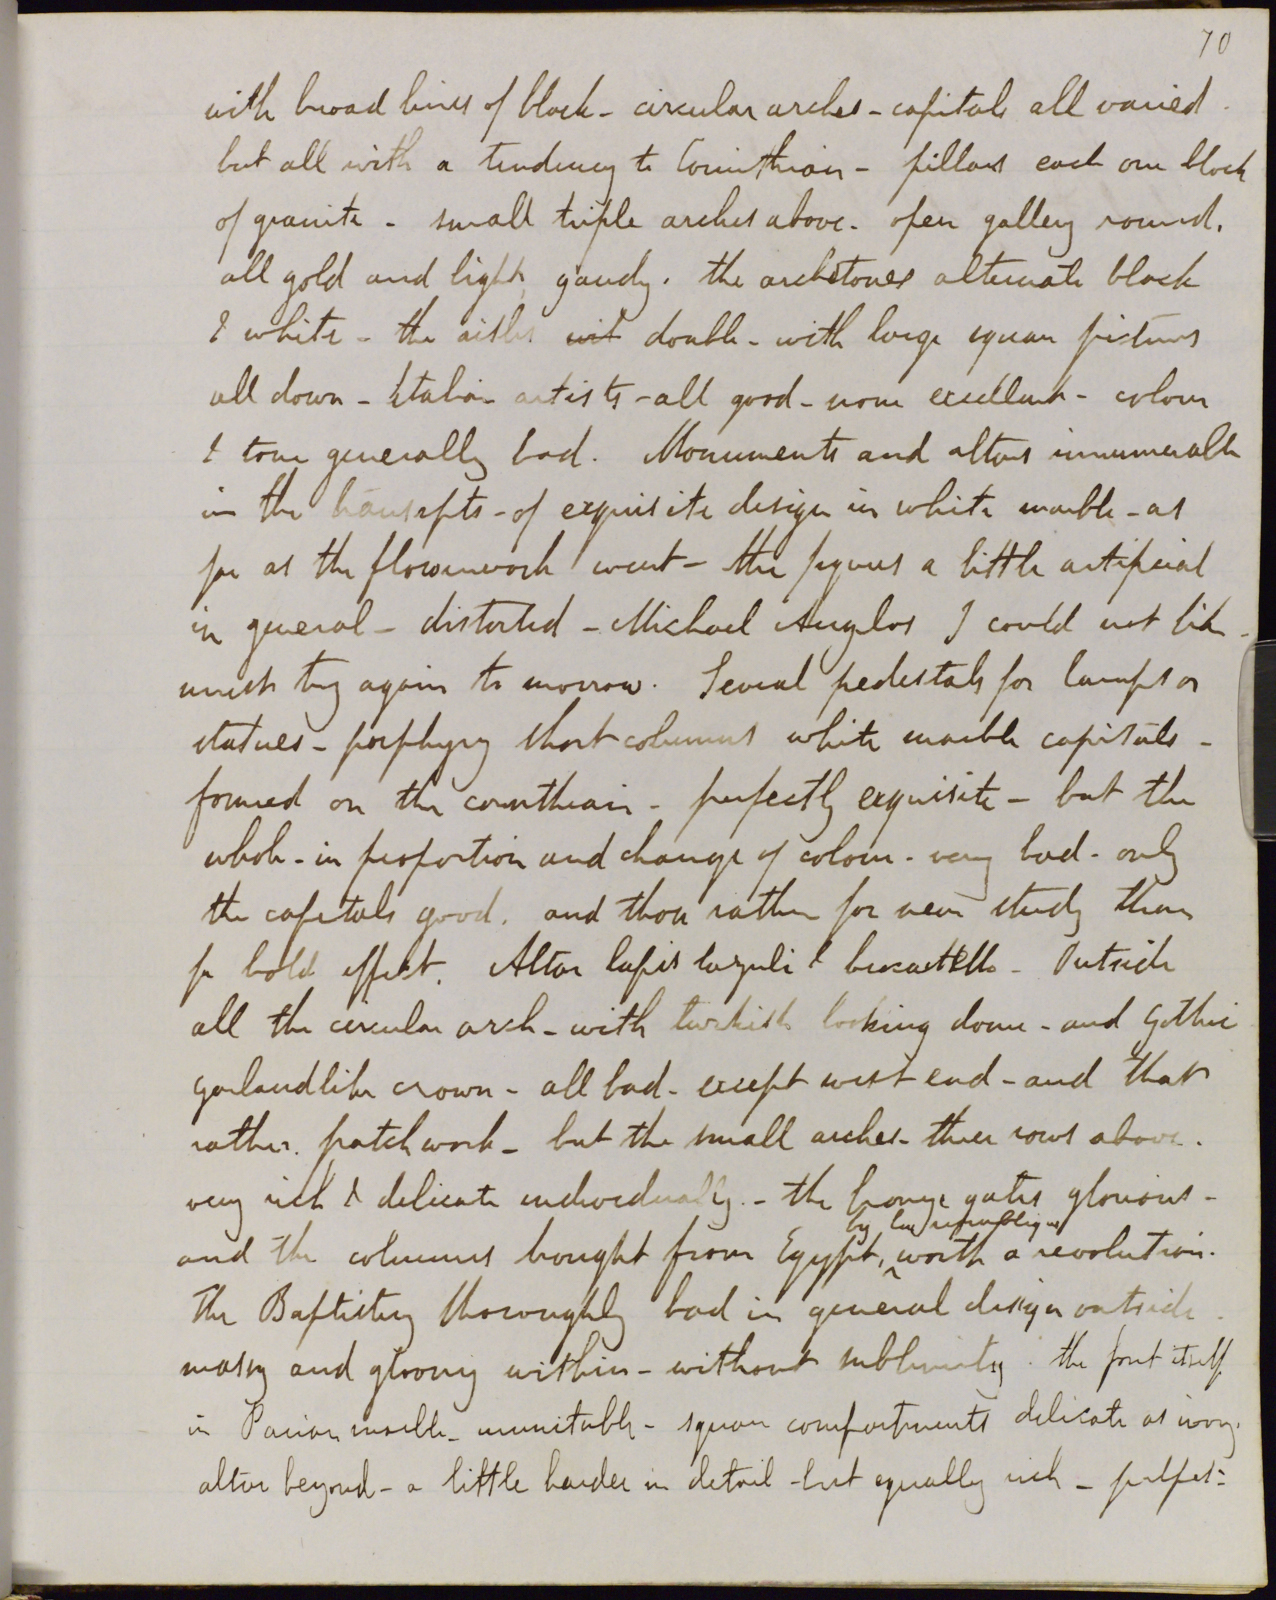 70
with broad lines of black - circular arches - capitals all varied -
but all with a tendency to Corinthian - pillars each one block
of granite - small triple arches above - open gallery round.
all gold and light, gaudy. the archstones alternate black
& white - the aisles wit double - with large square pictures
all down - Italian artists - all good - none excellent - colour
& tone generally bad. Monuments and altars innumerable
in the transepts - of exquisite design in white marble - as
far as the flowerwork went - the figures a little artificial
in general - distorted - Michael Angelos I could not like -
must try again to morrow. Several pedestals for lamps or
statues - porphyry short columns white marble capitals -
formed on the corinthian - perfectly exquisite - but the
whole - in proportion and change of colour - very bad - only
the capitals good. and those rather for near study than
for bold effect. Altar lapis lazuli & brocatello - Outside
all the circular arch - with turkish looking dome - and Gothic
garlandlike crown - all bad - except west end - and that
rather. patchwork - but the small arches - three rows above.
very rich & delicate individually. - the bronze gates glorious -
by
and the columns bought from Egypt, worth a revolution.
The Baptistery thoroughly bad in general design outside.
massy and gloomy within - without sublimity. the font itself
in Parian marble - inimitable - square compartments delicate as ivory.
altar beyond - a little harder in detail - but equally rich - pulpit: